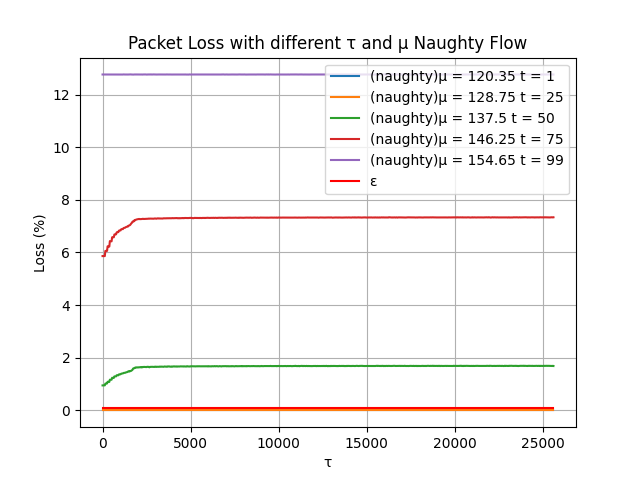 Packet Loss with different τ and μ Naughty Flow
(naughty)μ = 120.35 t = 1
(naughty)μ = 128.75 t = 25
(naughty)μ = 137.5 t = 50
(naughty)μ = 146.25 t = 75
(naughty)μ = 154.65 t = 99
ε
Loss (%)
12
10
8
6
4
2
0
0 5000 10000 15000 20000 25000
τ